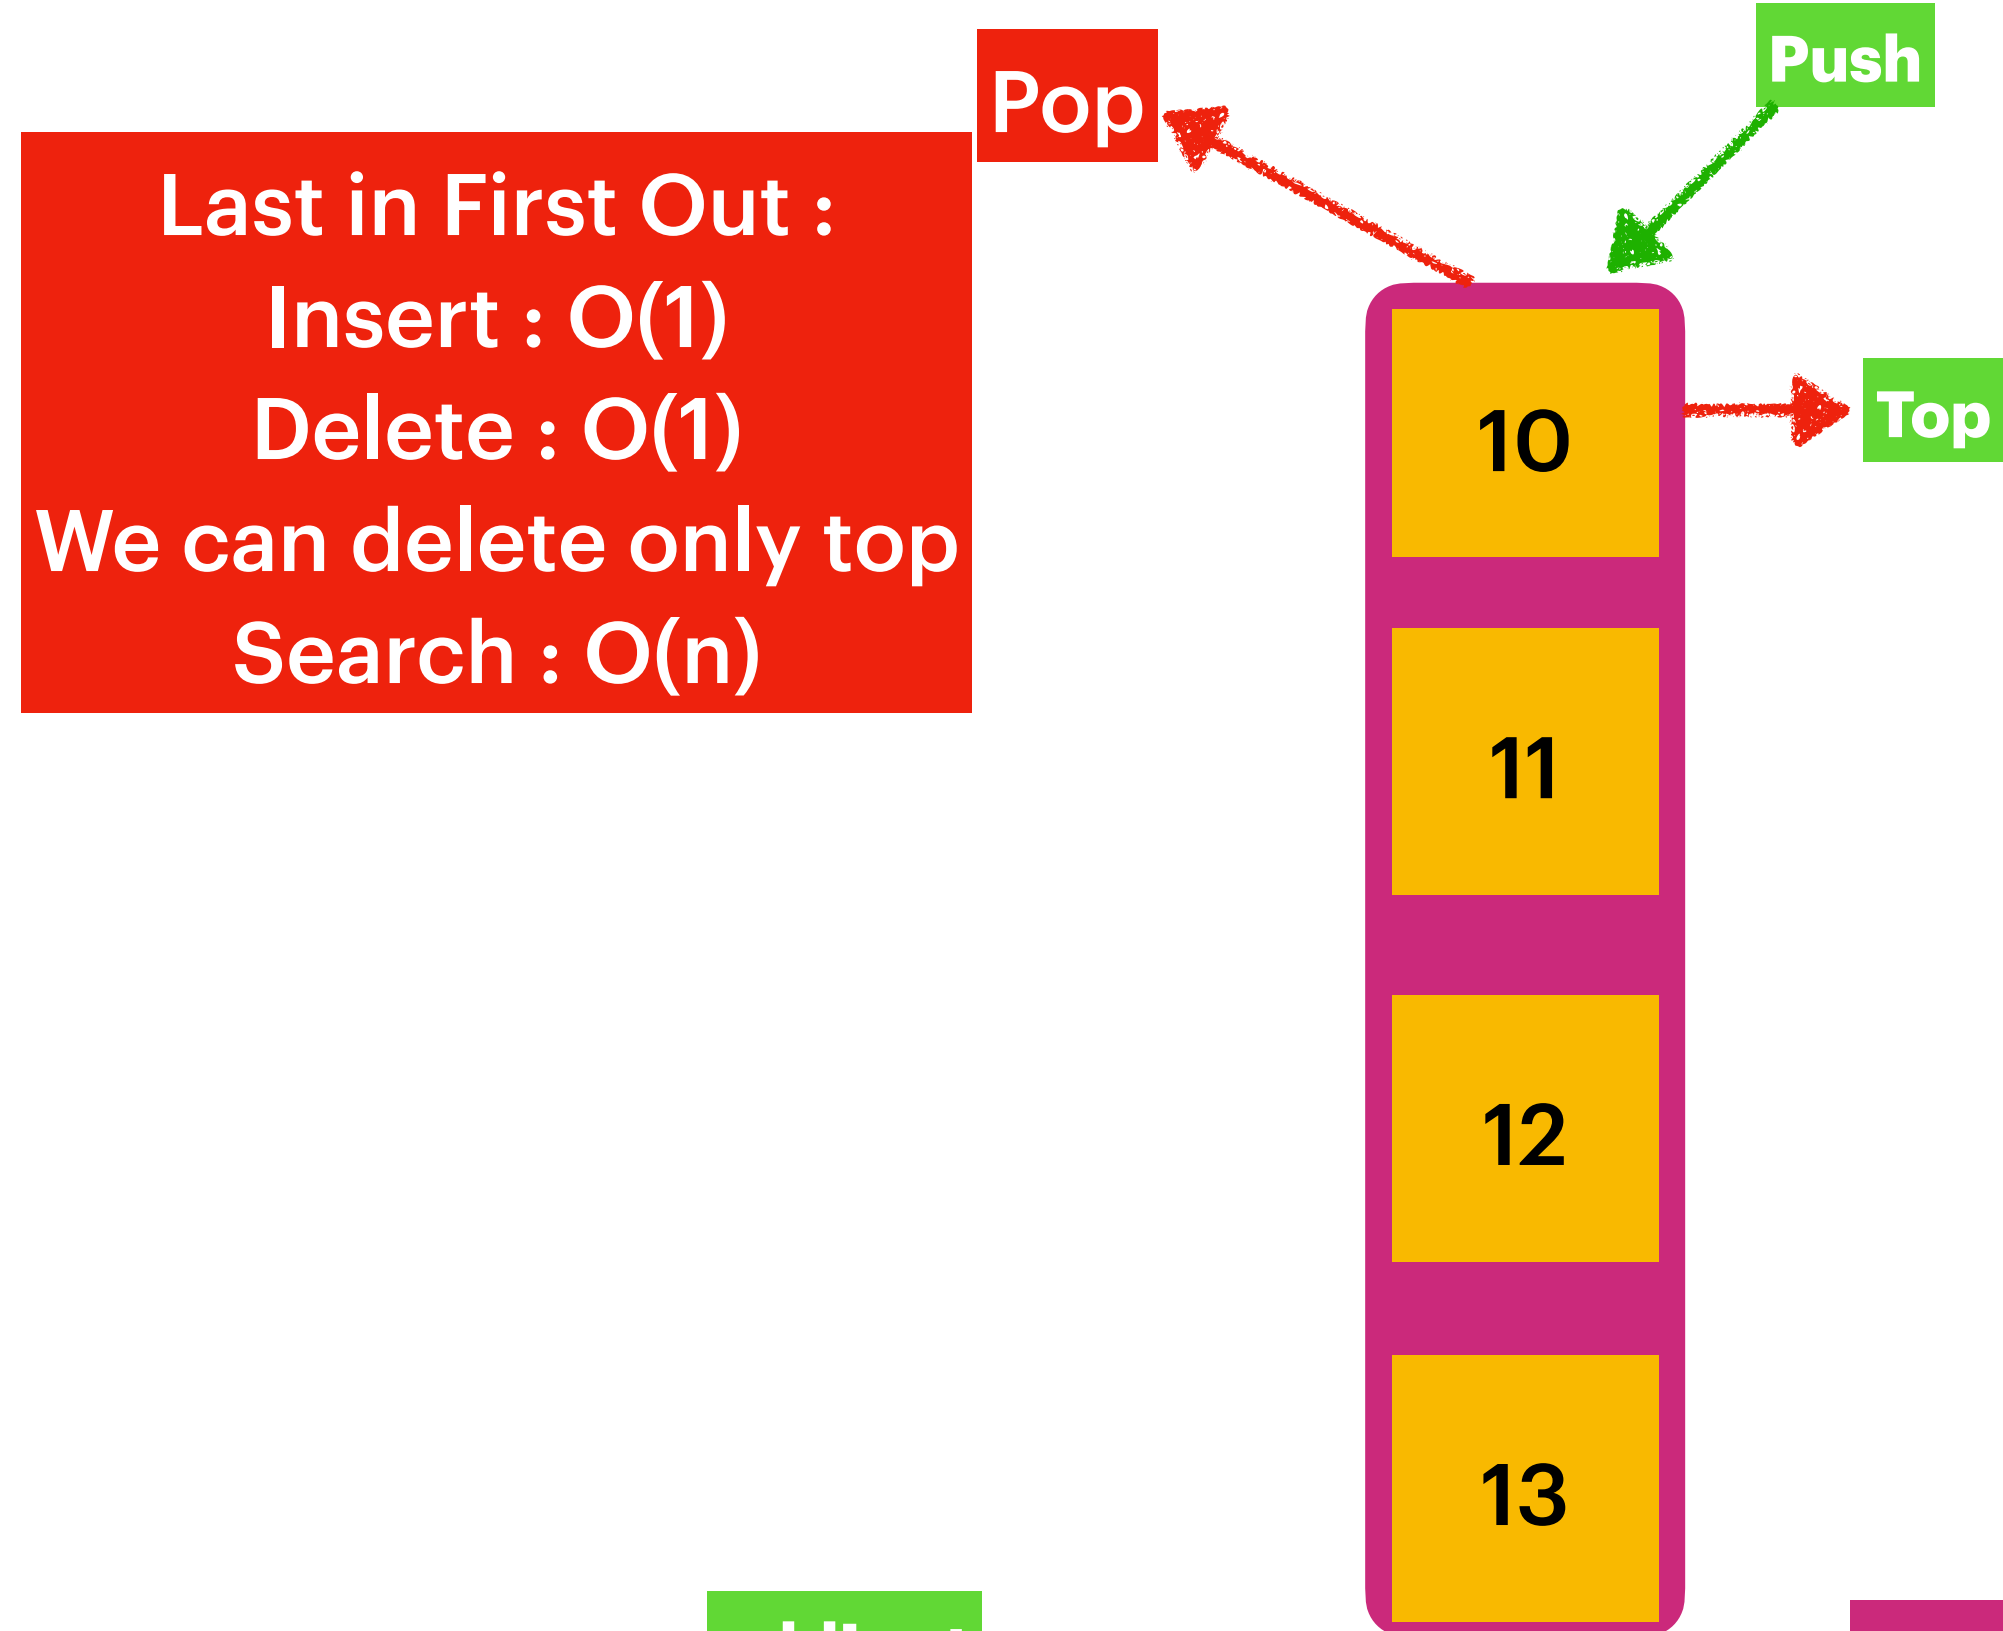 Push
Pop
Last in First Out :
Insert : O(1)
Delete : O(1)
We can delete only top
Search : O(n)
Top
10
11
12
13